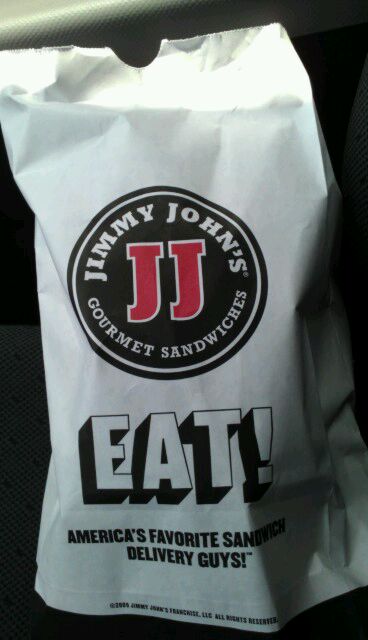 JIMMY JOHN'S®
JJ
GOURMET SANDWICHES
EAT!
AMERICA'S FAVORITE SANDWICH
DELIVERY GUYS!™
©2009 JIMMY JOHN'S FRANCHISE, LLC ALL RIGHTS RESERVED.